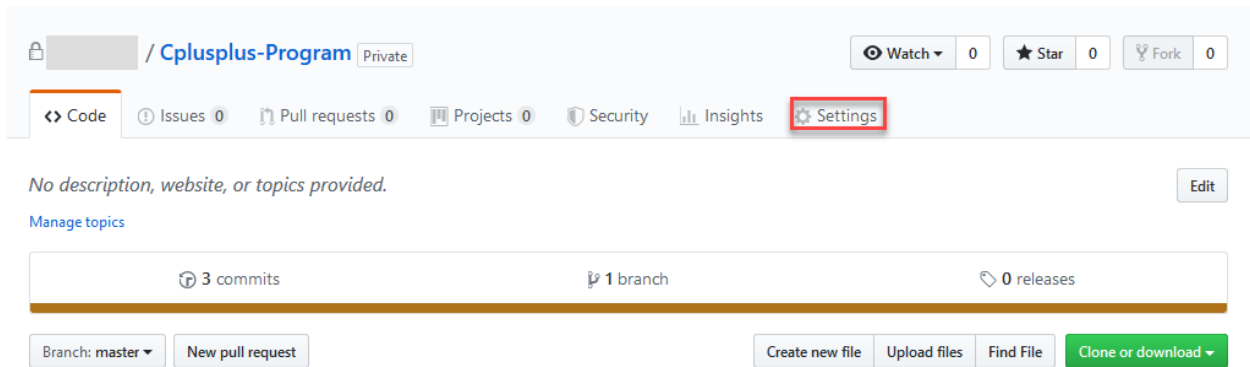 / Cplusplus-Program Private Watch 0 Star 0 Fork 0
<> Code Issues 0 Pull requests 0 Projects 0 Security Insights Settings
No description, website, or topics provided. Edit
Manage topics
3 commits 1 branch 0 releases
Branch: master New pull request Create new file Upload files Find File Clone or download